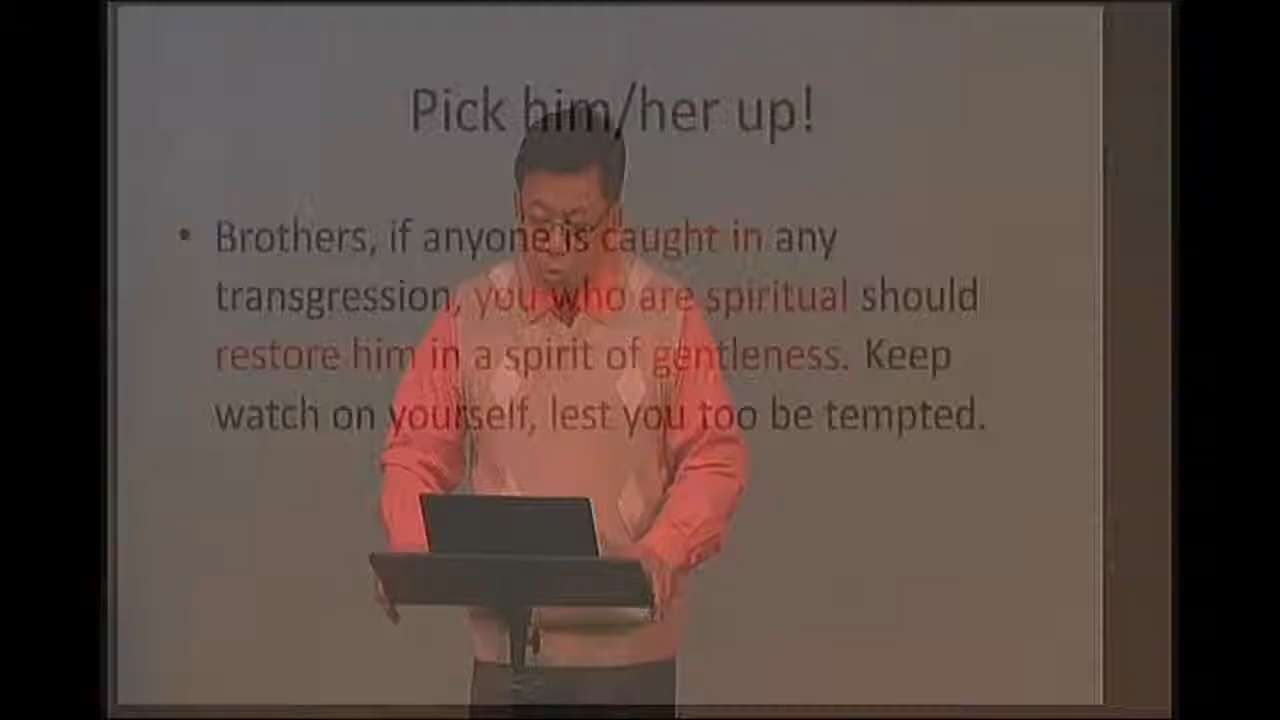 Pick him/her up!
• Brothers, if anyone is caught in any
transgression, you who are spiritual should
restore him in a spirit of gentleness. Keep
watch on yourself, lest you too be tempted.